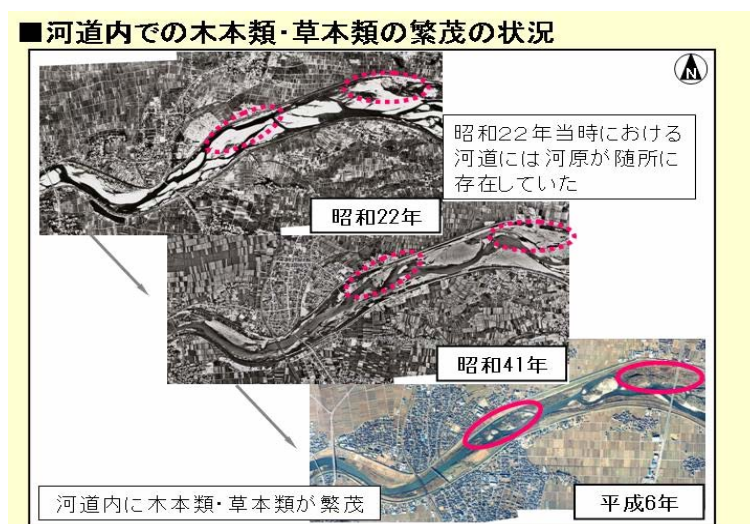 ■河道内での木本類･草本類の繁茂の状況
N
昭和22年当時における
河道には河原が随所に
存在していた
昭和22年
昭和41年
平成6年
河道内に木本類･草本類が繁茂